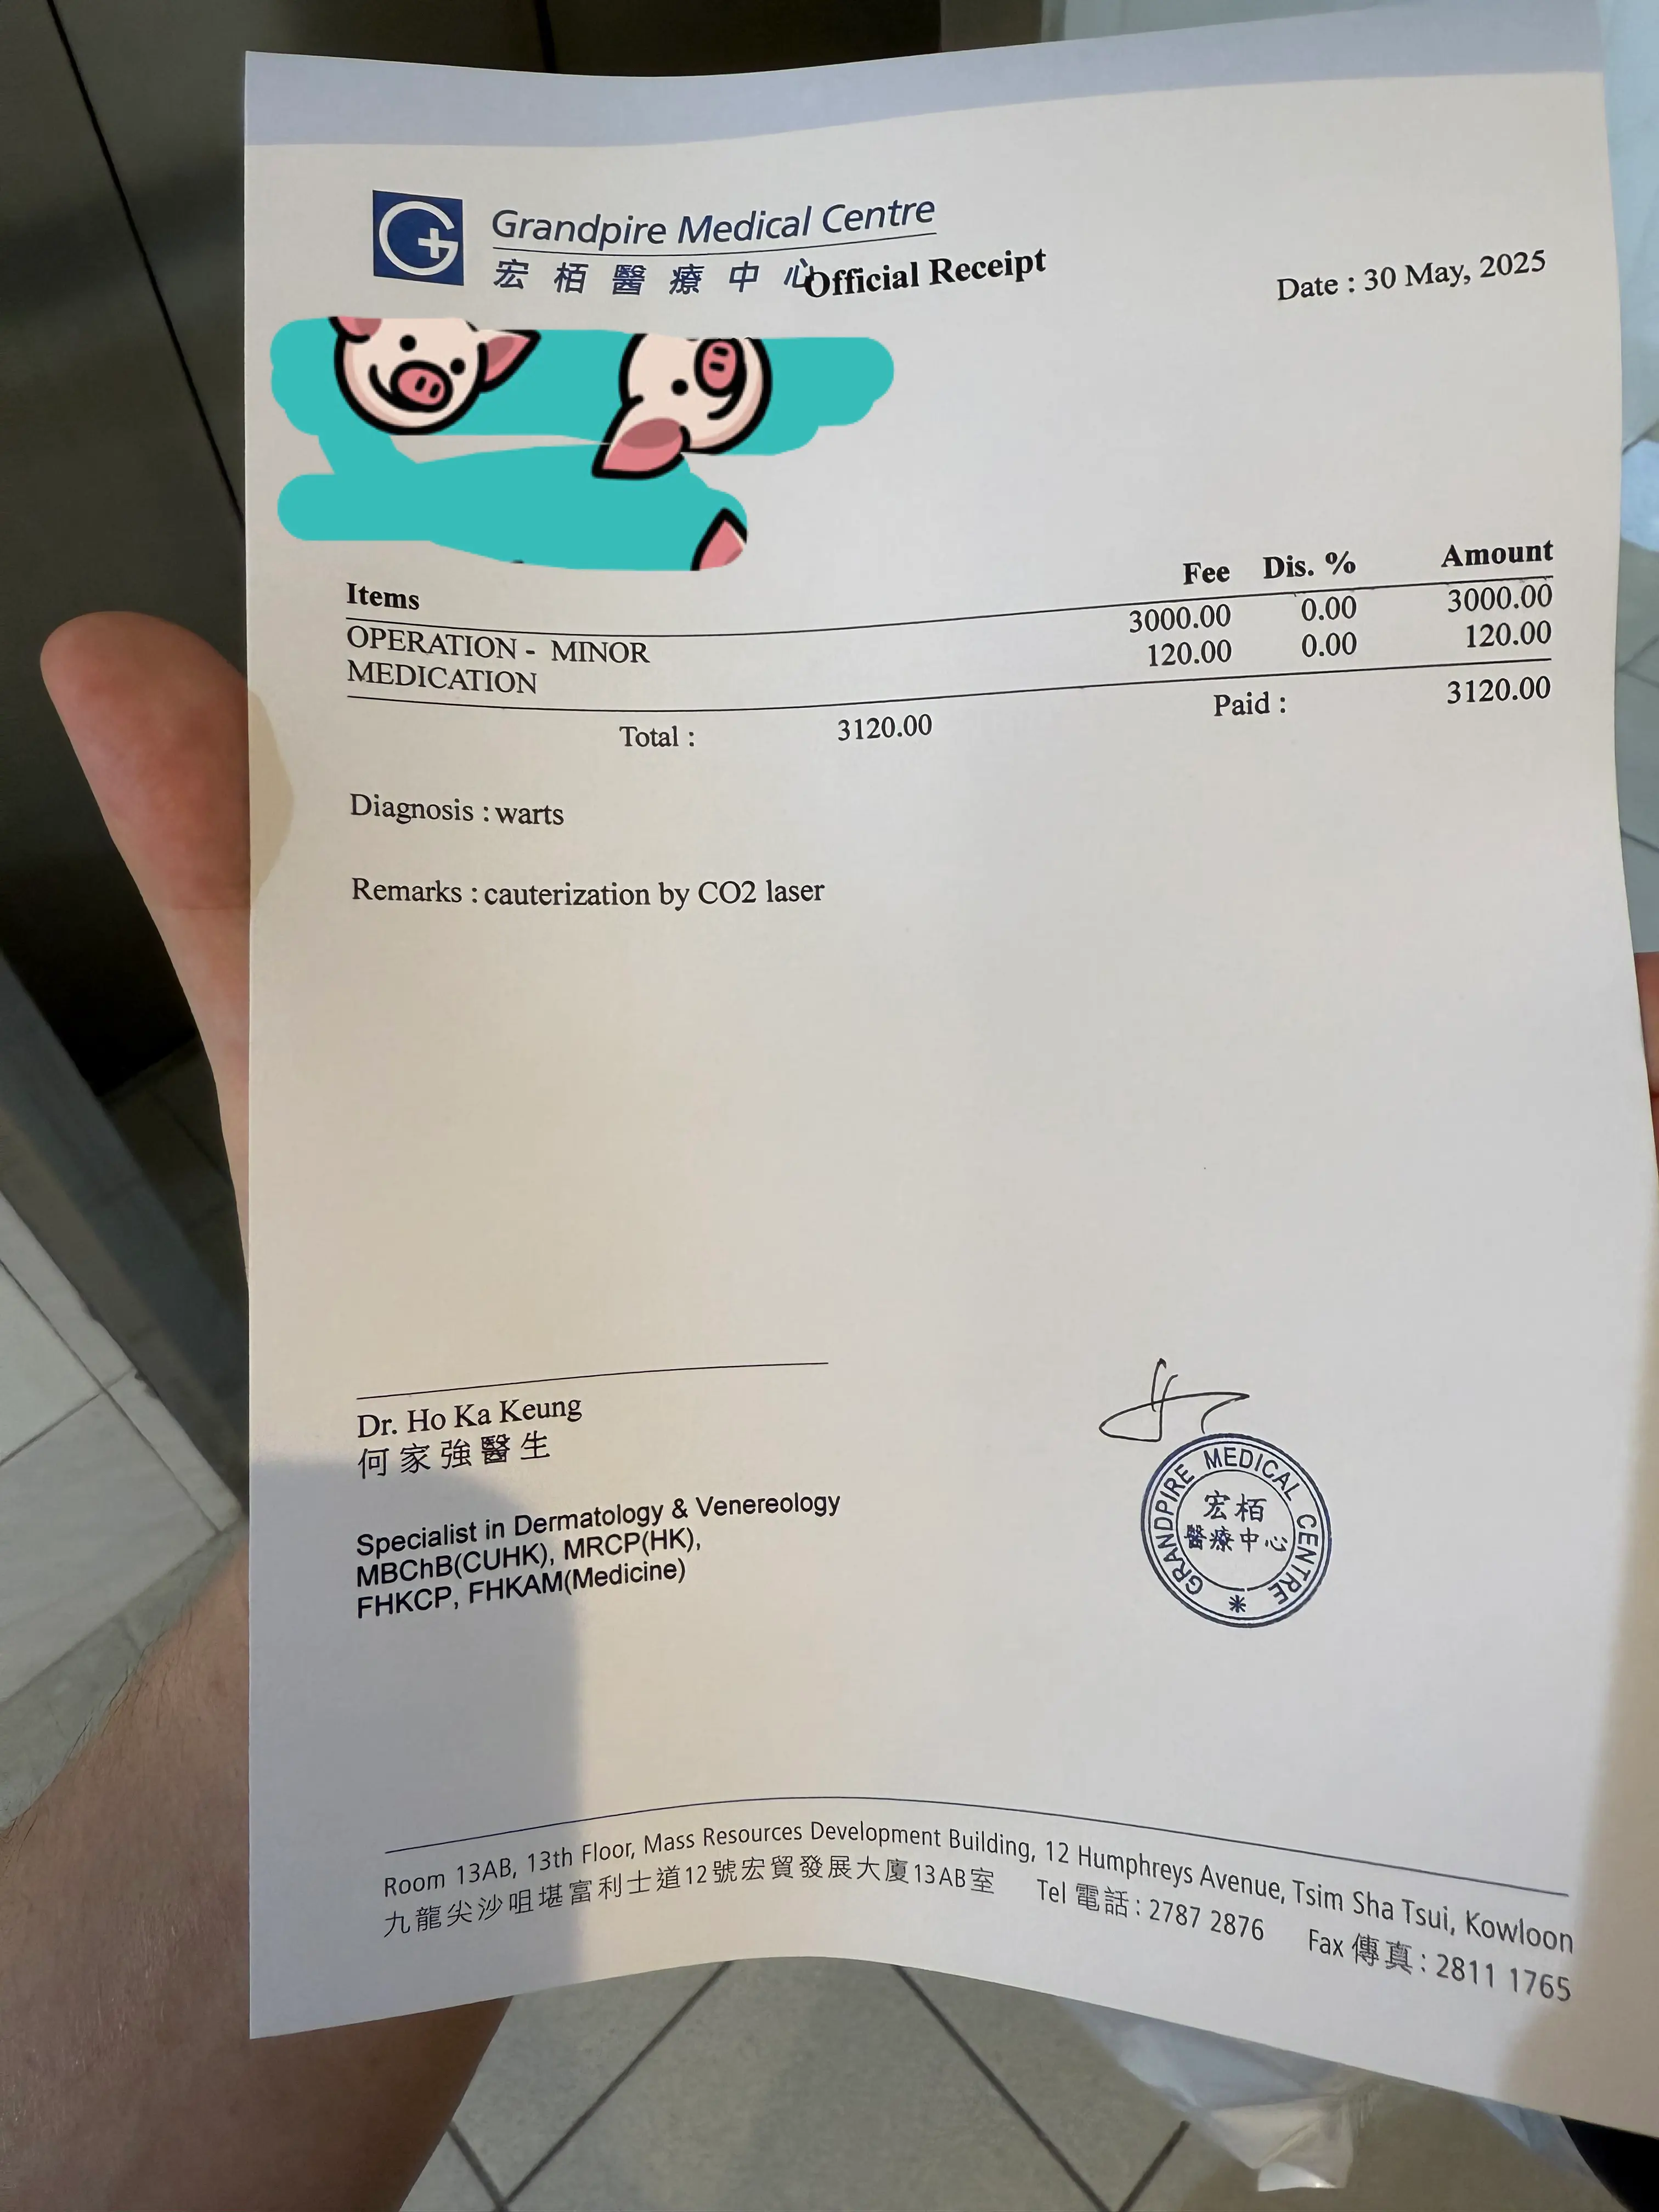 Grandpire Medical Centre
宏栢醫療中心
Official Receipt
Date : 30 May, 2025
Items Fee Dis. % Amount
OPERATION - MINOR 3000.00 0.00 3000.00
MEDICATION 120.00 0.00 120.00
Total : 3120.00 Paid : 3120.00
Diagnosis : warts
Remarks : cauterization by CO2 laser
Dr. Ho Ka Keung
何家強醫生
Specialist in Dermatology & Venereology
MBChB(CUHK), MRCP(HK),
FHKCP, FHKAM(Medicine)
GRANDPIRE MEDICAL CENTRE
宏栢
醫療中心
Room 13AB, 13th Floor, Mass Resources Development Building, 12 Humphreys Avenue, Tsim Sha Tsui, Kowloon
九龍尖沙咀堪富利士道12號宏貿發展大廈13AB室 Tel 電話 : 2787 2876 Fax 傳真 : 2811 1765